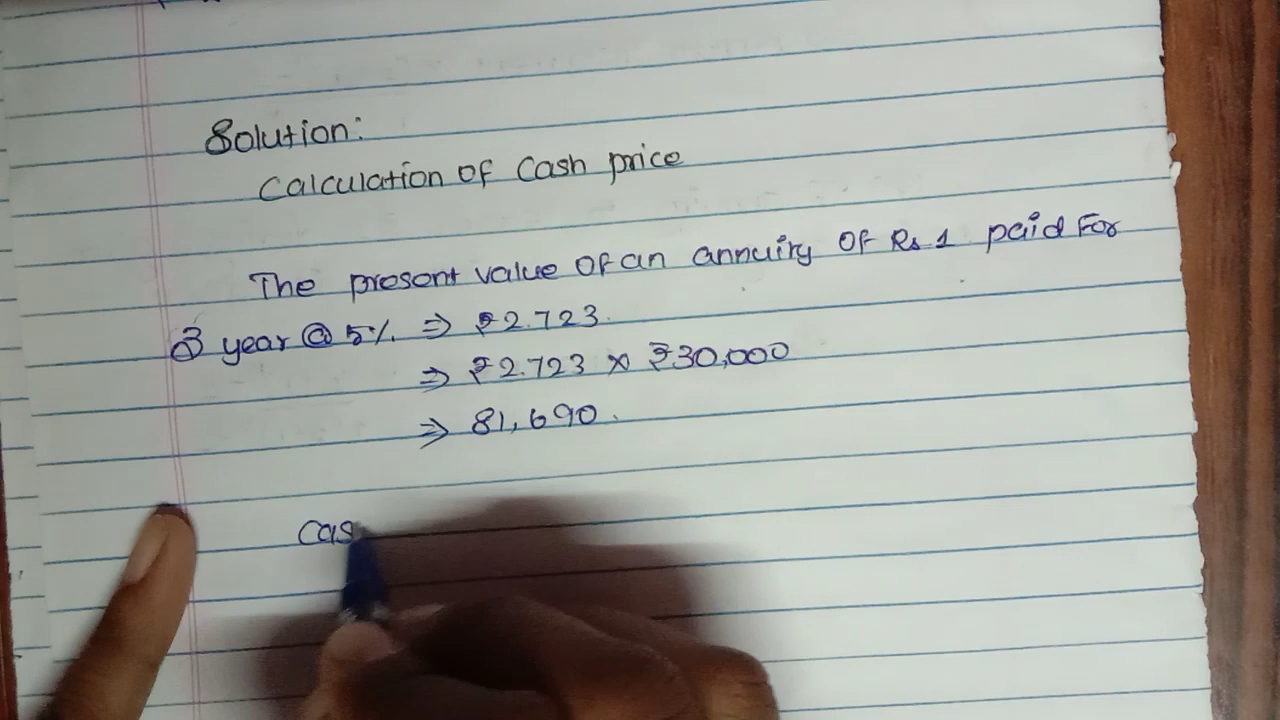 Solution:
Calculation of Cash price
The present value of an annuity of Rs 1 paid For
3 year @ 5% ⇒ ₹2.723.
⇒ ₹2.723 × ₹30,000
⇒ 81,690.
Cas